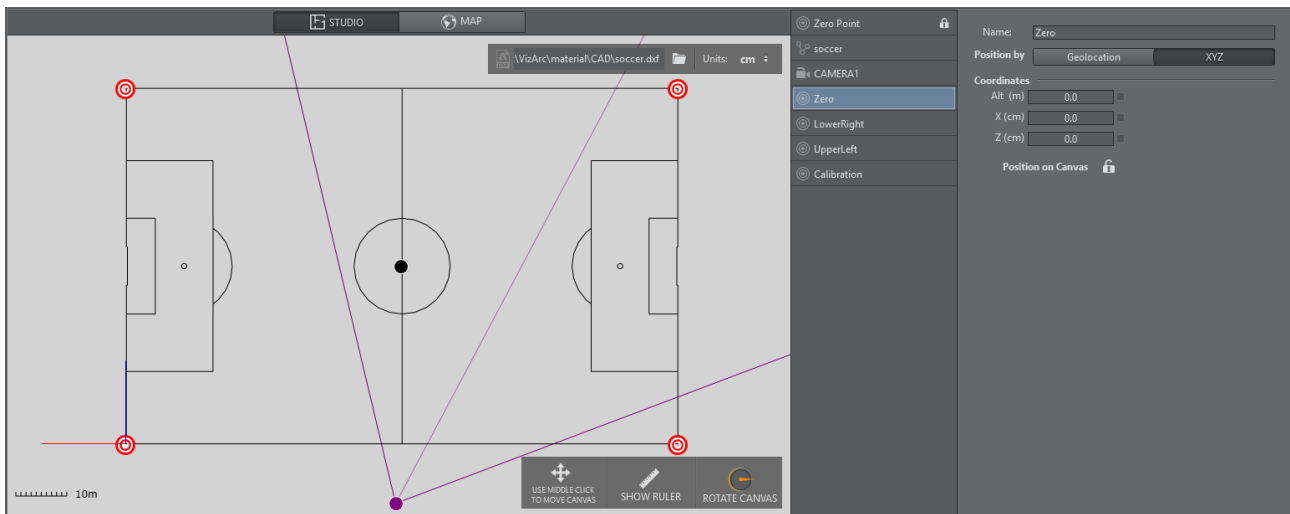 STUDIO
MAP
\VizArc\material\CAD\soccer.dxf
Units: cm
10m
USE MIDDLE CLICK
TO MOVE CANVAS
SHOW RULER
ROTATE CANVAS
Zero Point
soccer
CAMERA1
Zero
LowerRight
UpperLeft
Calibration
Name: Zero
Position by Geolocation XYZ
Coordinates
Alt (m) 0.0
X (cm) 0.0
Z (cm) 0.0
Position on Canvas